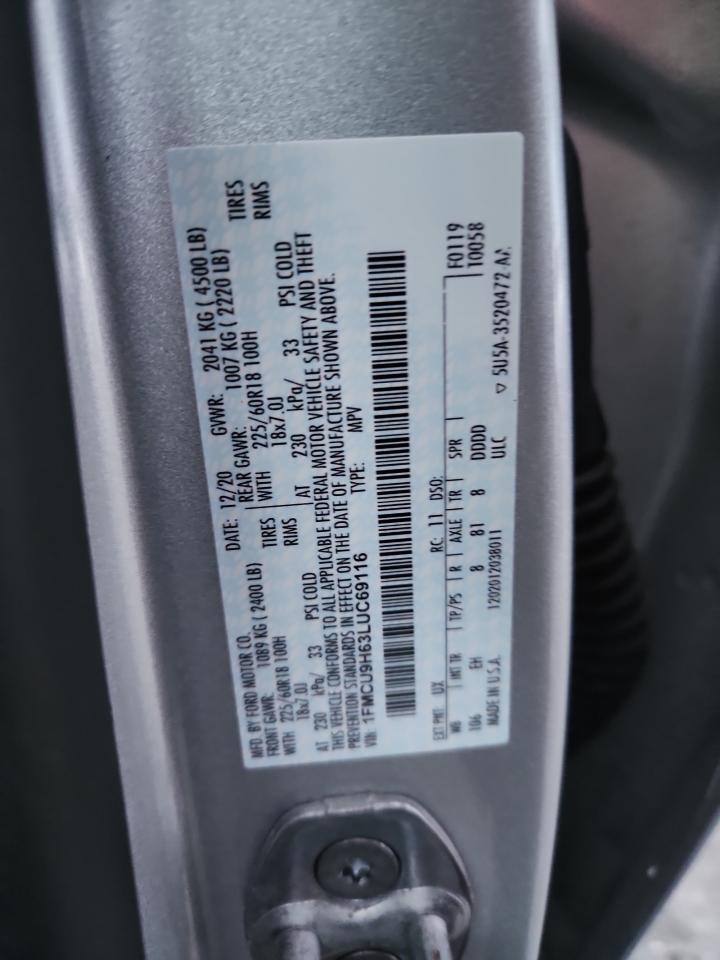 MFD. BY FORD MOTOR CO. DATE: 12/20 GVWR: 2041 KG ( 4500 LB)
FRONT GAWR: 1089 KG ( 2400 LB) REAR GAWR: 1007 KG ( 2220 LB)
WITH 225/60R18 100H TIRES WITH 225/60R18 100H TIRES
18x7.0J RIMS 18x7.0J RIMS
AT 230 kPa/ 33 PSI COLD AT 230 kPa/ 33 PSI COLD
THIS VEHICLE CONFORMS TO ALL APPLICABLE FEDERAL MOTOR VEHICLE SAFETY AND THEFT
PREVENTION STANDARDS IN EFFECT ON THE DATE OF MANUFACTURE SHOWN ABOVE.
VIN: 1FMCU9H63LUC69116 TYPE: MPV
EXT PNT: UX RC: 11 DSO: F0119
WB INT TR TP/PS R AXLE TR SPR T0058
106 EH 8 81 8 DDDD
MADE IN U.S.A. 1202012038011 ULC ▽ 5U5A-3520472-AA